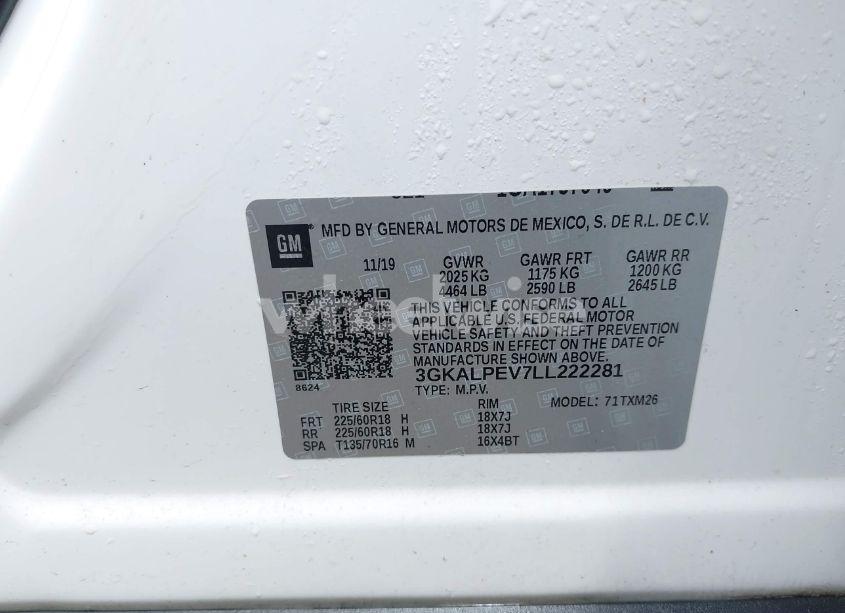 GM
MFD BY GENERAL MOTORS DE MEXICO, S. DE R.L. DE C.V.
11/19 GVWR GAWR FRT GAWR RR
2025 KG 1175 KG 1200 KG
4464 LB 2590 LB 2645 LB
THIS VEHICLE CONFORMS TO ALL
APPLICABLE U.S. FEDERAL MOTOR
VEHICLE SAFETY AND THEFT PREVENTION
STANDARDS IN EFFECT ON THE DATE OF
MANUFACTURE SHOWN ABOVE.
3GKALPEV7LL222281
8624
TYPE: M.P.V. MODEL: 71TXM26
TIRE SIZE RIM
FRT 225/60R18 H 18X7J
RR 225/60R18 H 18X7J
SPA T135/70R16 M 16X4BT